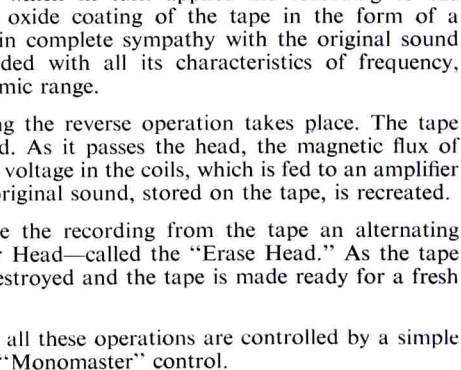 oxide coating of the tape in the form of a
in complete sympathy with the original sound
ded with all its characteristics of frequency,
mic range.
ng the reverse operation takes place. The tape
d. As it passes the head, the magnetic flux of
voltage in the coils, which is fed to an amplifier
original sound, stored on the tape, is recreated.
e the recording from the tape an alternating
r Head—called the “Erase Head.” As the tape
estroyed and the tape is made ready for a fresh
all these operations are controlled by a simple
“Monomaster” control.